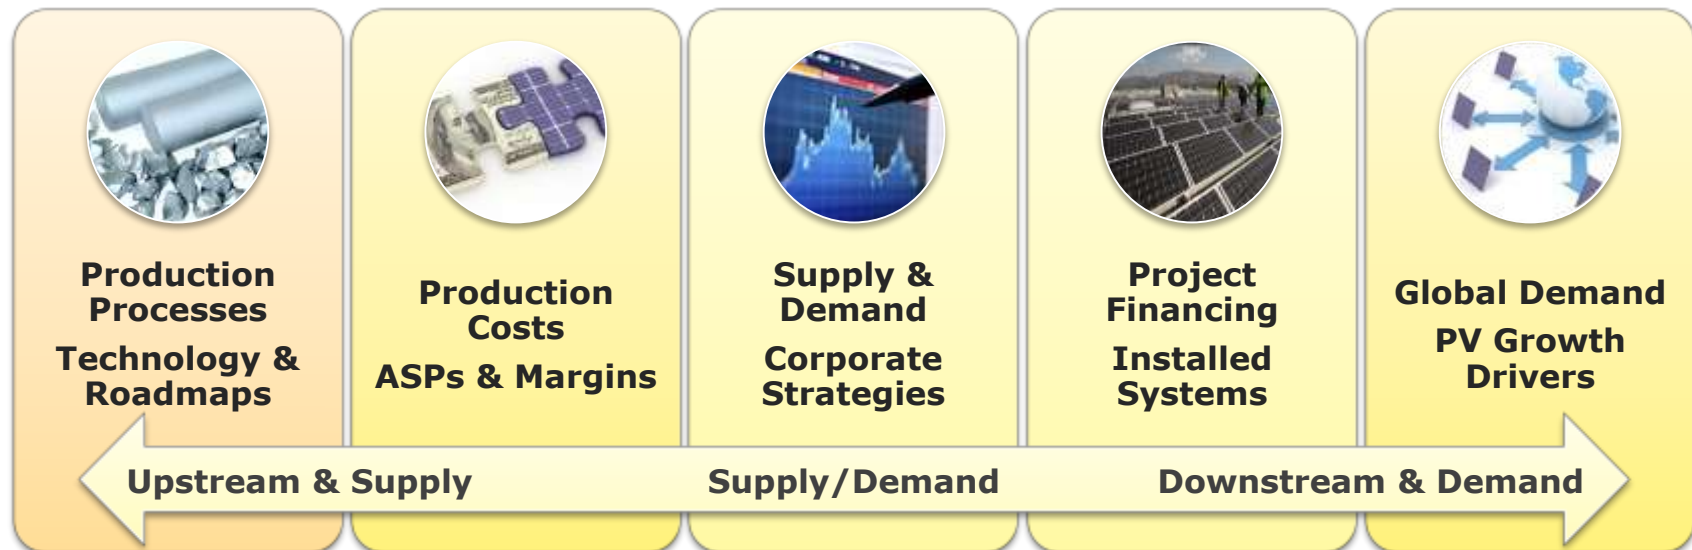 Production
Processes
Technology &
Roadmaps
Production
Costs
ASPs & Margins
Supply &
Demand
Corporate
Strategies
Project
Financing
Installed
Systems
Global Demand
PV Growth
Drivers
Upstream & Supply
Supply/Demand
Downstream & Demand